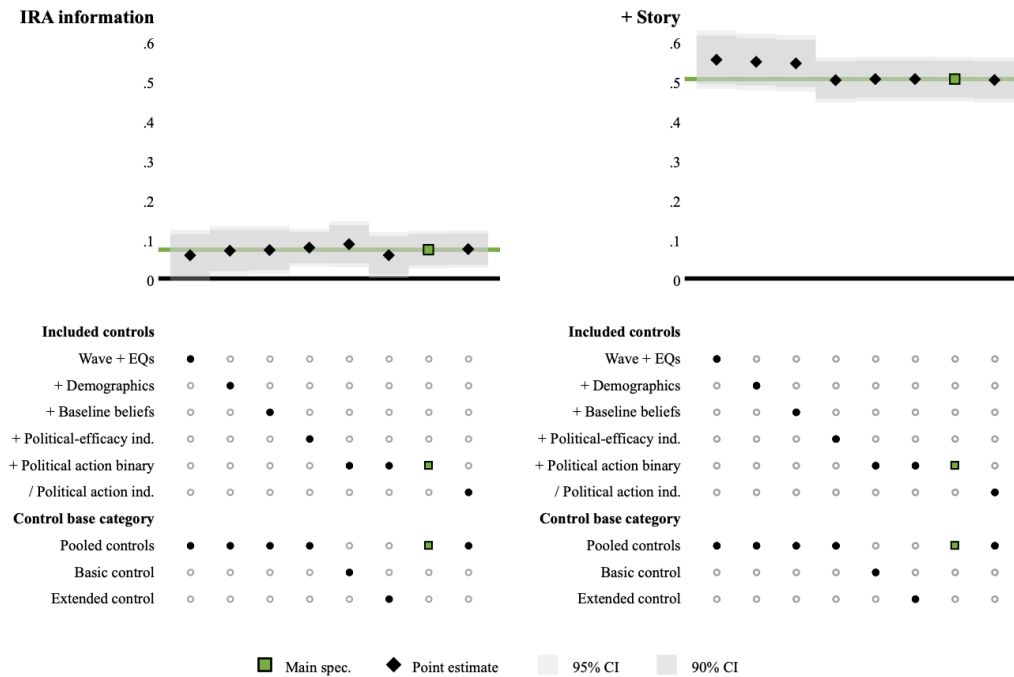 IRA information
.6
.5
.4
.3
.2
.1
0
Included controls
Wave + EQs
+ Demographics
+ Baseline beliefs
+ Political-efficacy ind.
+ Political action binary
/ Political action ind.
Control base category
Pooled controls
Basic control
Extended control
+ Story
.6
.5
.4
.3
.2
.1
0
Included controls
Wave + EQs
+ Demographics
+ Baseline beliefs
+ Political-efficacy ind.
+ Political action binary
/ Political action ind.
Control base category
Pooled controls
Basic control
Extended control
Main spec. Point estimate 95% CI 90% CI